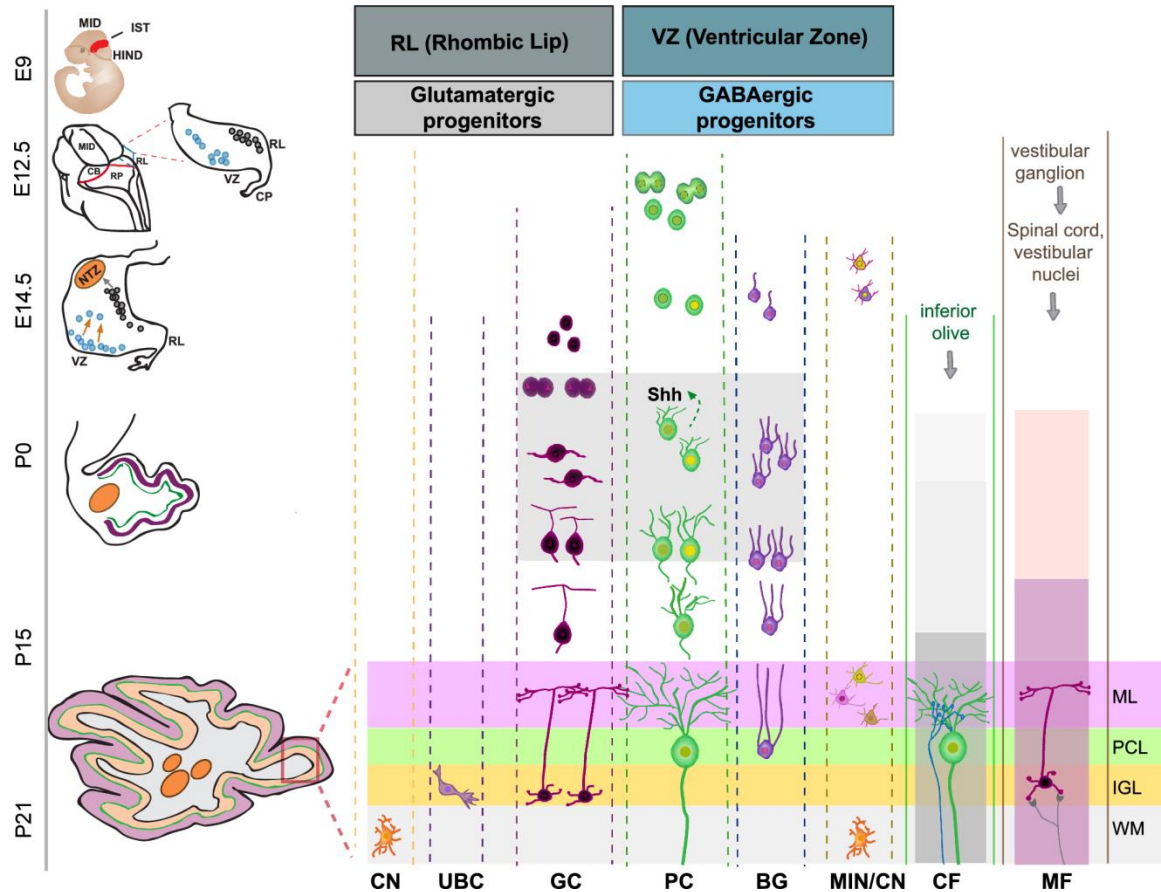 E9
E12.5
E14.5
P0
P15
P21
MID
IST
HIND
MID
CB
RP
RL
RL
VZ
CP
NTZ
RL
VZ
RL (Rhombic Lip)
VZ (Ventricular Zone)
Glutamatergic
progenitors
GABAergic
progenitors
Shh
inferior
olive
vestibular
ganglion
Spinal cord,
vestibular
nuclei
ML
PCL
IGL
WM
CN
UBC
GC
PC
BG
MIN/CN
CF
MF